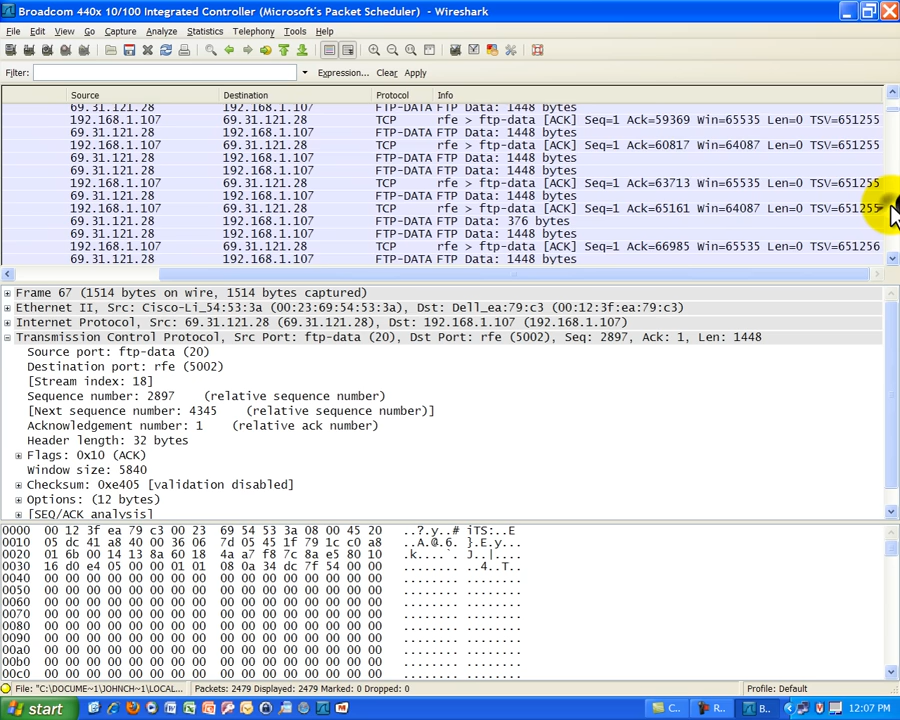 Broadcom 440x 10/100 Integrated Controller (Microsoft's Packet Scheduler) - Wireshark
File Edit View Go Capture Analyze Statistics Telephony Tools Help
Filter: Expression... Clear Apply
Source Destination Protocol Info
69.31.121.28 192.168.1.107 FTP-DATA FTP Data: 1448 bytes
192.168.1.107 69.31.121.28 TCP rfe > ftp-data [ACK] Seq=1 Ack=59369 Win=65535 Len=0 TSV=651255
69.31.121.28 192.168.1.107 FTP-DATA FTP Data: 1448 bytes
192.168.1.107 69.31.121.28 TCP rfe > ftp-data [ACK] Seq=1 Ack=60817 Win=64087 Len=0 TSV=651255
69.31.121.28 192.168.1.107 FTP-DATA FTP Data: 1448 bytes
69.31.121.28 192.168.1.107 FTP-DATA FTP Data: 1448 bytes
192.168.1.107 69.31.121.28 TCP rfe > ftp-data [ACK] Seq=1 Ack=63713 Win=65535 Len=0 TSV=651255
69.31.121.28 192.168.1.107 FTP-DATA FTP Data: 1448 bytes
192.168.1.107 69.31.121.28 TCP rfe > ftp-data [ACK] Seq=1 Ack=65161 Win=64087 Len=0 TSV=651255
69.31.121.28 192.168.1.107 FTP-DATA FTP Data: 376 bytes
69.31.121.28 192.168.1.107 FTP-DATA FTP Data: 1448 bytes
192.168.1.107 69.31.121.28 TCP rfe > ftp-data [ACK] Seq=1 Ack=66985 Win=65535 Len=0 TSV=651256
69.31.121.28 192.168.1.107 FTP-DATA FTP Data: 1448 bytes
Frame 67 (1514 bytes on wire, 1514 bytes captured)
Ethernet II, Src: Cisco-Li_54:53:3a (00:23:69:54:53:3a), Dst: Dell_ea:79:c3 (00:12:3f:ea:79:c3)
Internet Protocol, Src: 69.31.121.28 (69.31.121.28), Dst: 192.168.1.107 (192.168.1.107)
Transmission Control Protocol, Src Port: ftp-data (20), Dst Port: rfe (5002), Seq: 2897, Ack: 1, Len: 1448
Source port: ftp-data (20)
Destination port: rfe (5002)
[Stream index: 18]
Sequence number: 2897 (relative sequence number)
[Next sequence number: 4345 (relative sequence number)]
Acknowledgement number: 1 (relative ack number)
Header length: 32 bytes
Flags: 0x10 (ACK)
Window size: 5840
Checksum: 0xe405 [validation disabled]
Options: (12 bytes)
[SEQ/ACK analysis]
0000 00 12 3f ea 79 c3 00 23 69 54 53 3a 08 00 45 20 ..?.y..# iTS:..E
0010 05 dc 41 a8 40 00 36 06 7d 05 45 1f 79 1c c0 a8 ..A.@.6. }.E.y...
0020 01 6b 00 14 13 8a 60 18 4a a7 f8 7c 8a e5 80 10 .k....`. J..|....
0030 16 d0 e4 05 00 00 01 01 08 0a 34 dc 7f 54 00 00 ........ ..4..T..
0040 00 00 00 00 00 00 00 00 00 00 00 00 00 00 00 00 ........ ........
0050 00 00 00 00 00 00 00 00 00 00 00 00 00 00 00 00 ........ ........
0060 00 00 00 00 00 00 00 00 00 00 00 00 00 00 00 00 ........ ........
0070 00 00 00 00 00 00 00 00 00 00 00 00 00 00 00 00 ........ ........
0080 00 00 00 00 00 00 00 00 00 00 00 00 00 00 00 00 ........ ........
0090 00 00 00 00 00 00 00 00 00 00 00 00 00 00 00 00 ........ ........
00a0 00 00 00 00 00 00 00 00 00 00 00 00 00 00 00 00 ........ ........
00b0 00 00 00 00 00 00 00 00 00 00 00 00 00 00 00 00 ........ ........
00c0 00 00 00 00 00 00 00 00 00 00 00 00 00 00 00 00 ........ ........
File: "C:\DOCUME~1\JOHNCH~1\LOCAL... Packets: 2479 Displayed: 2479 Marked: 0 Dropped: 0 Profile: Default
start C... R... B... 12:07 PM